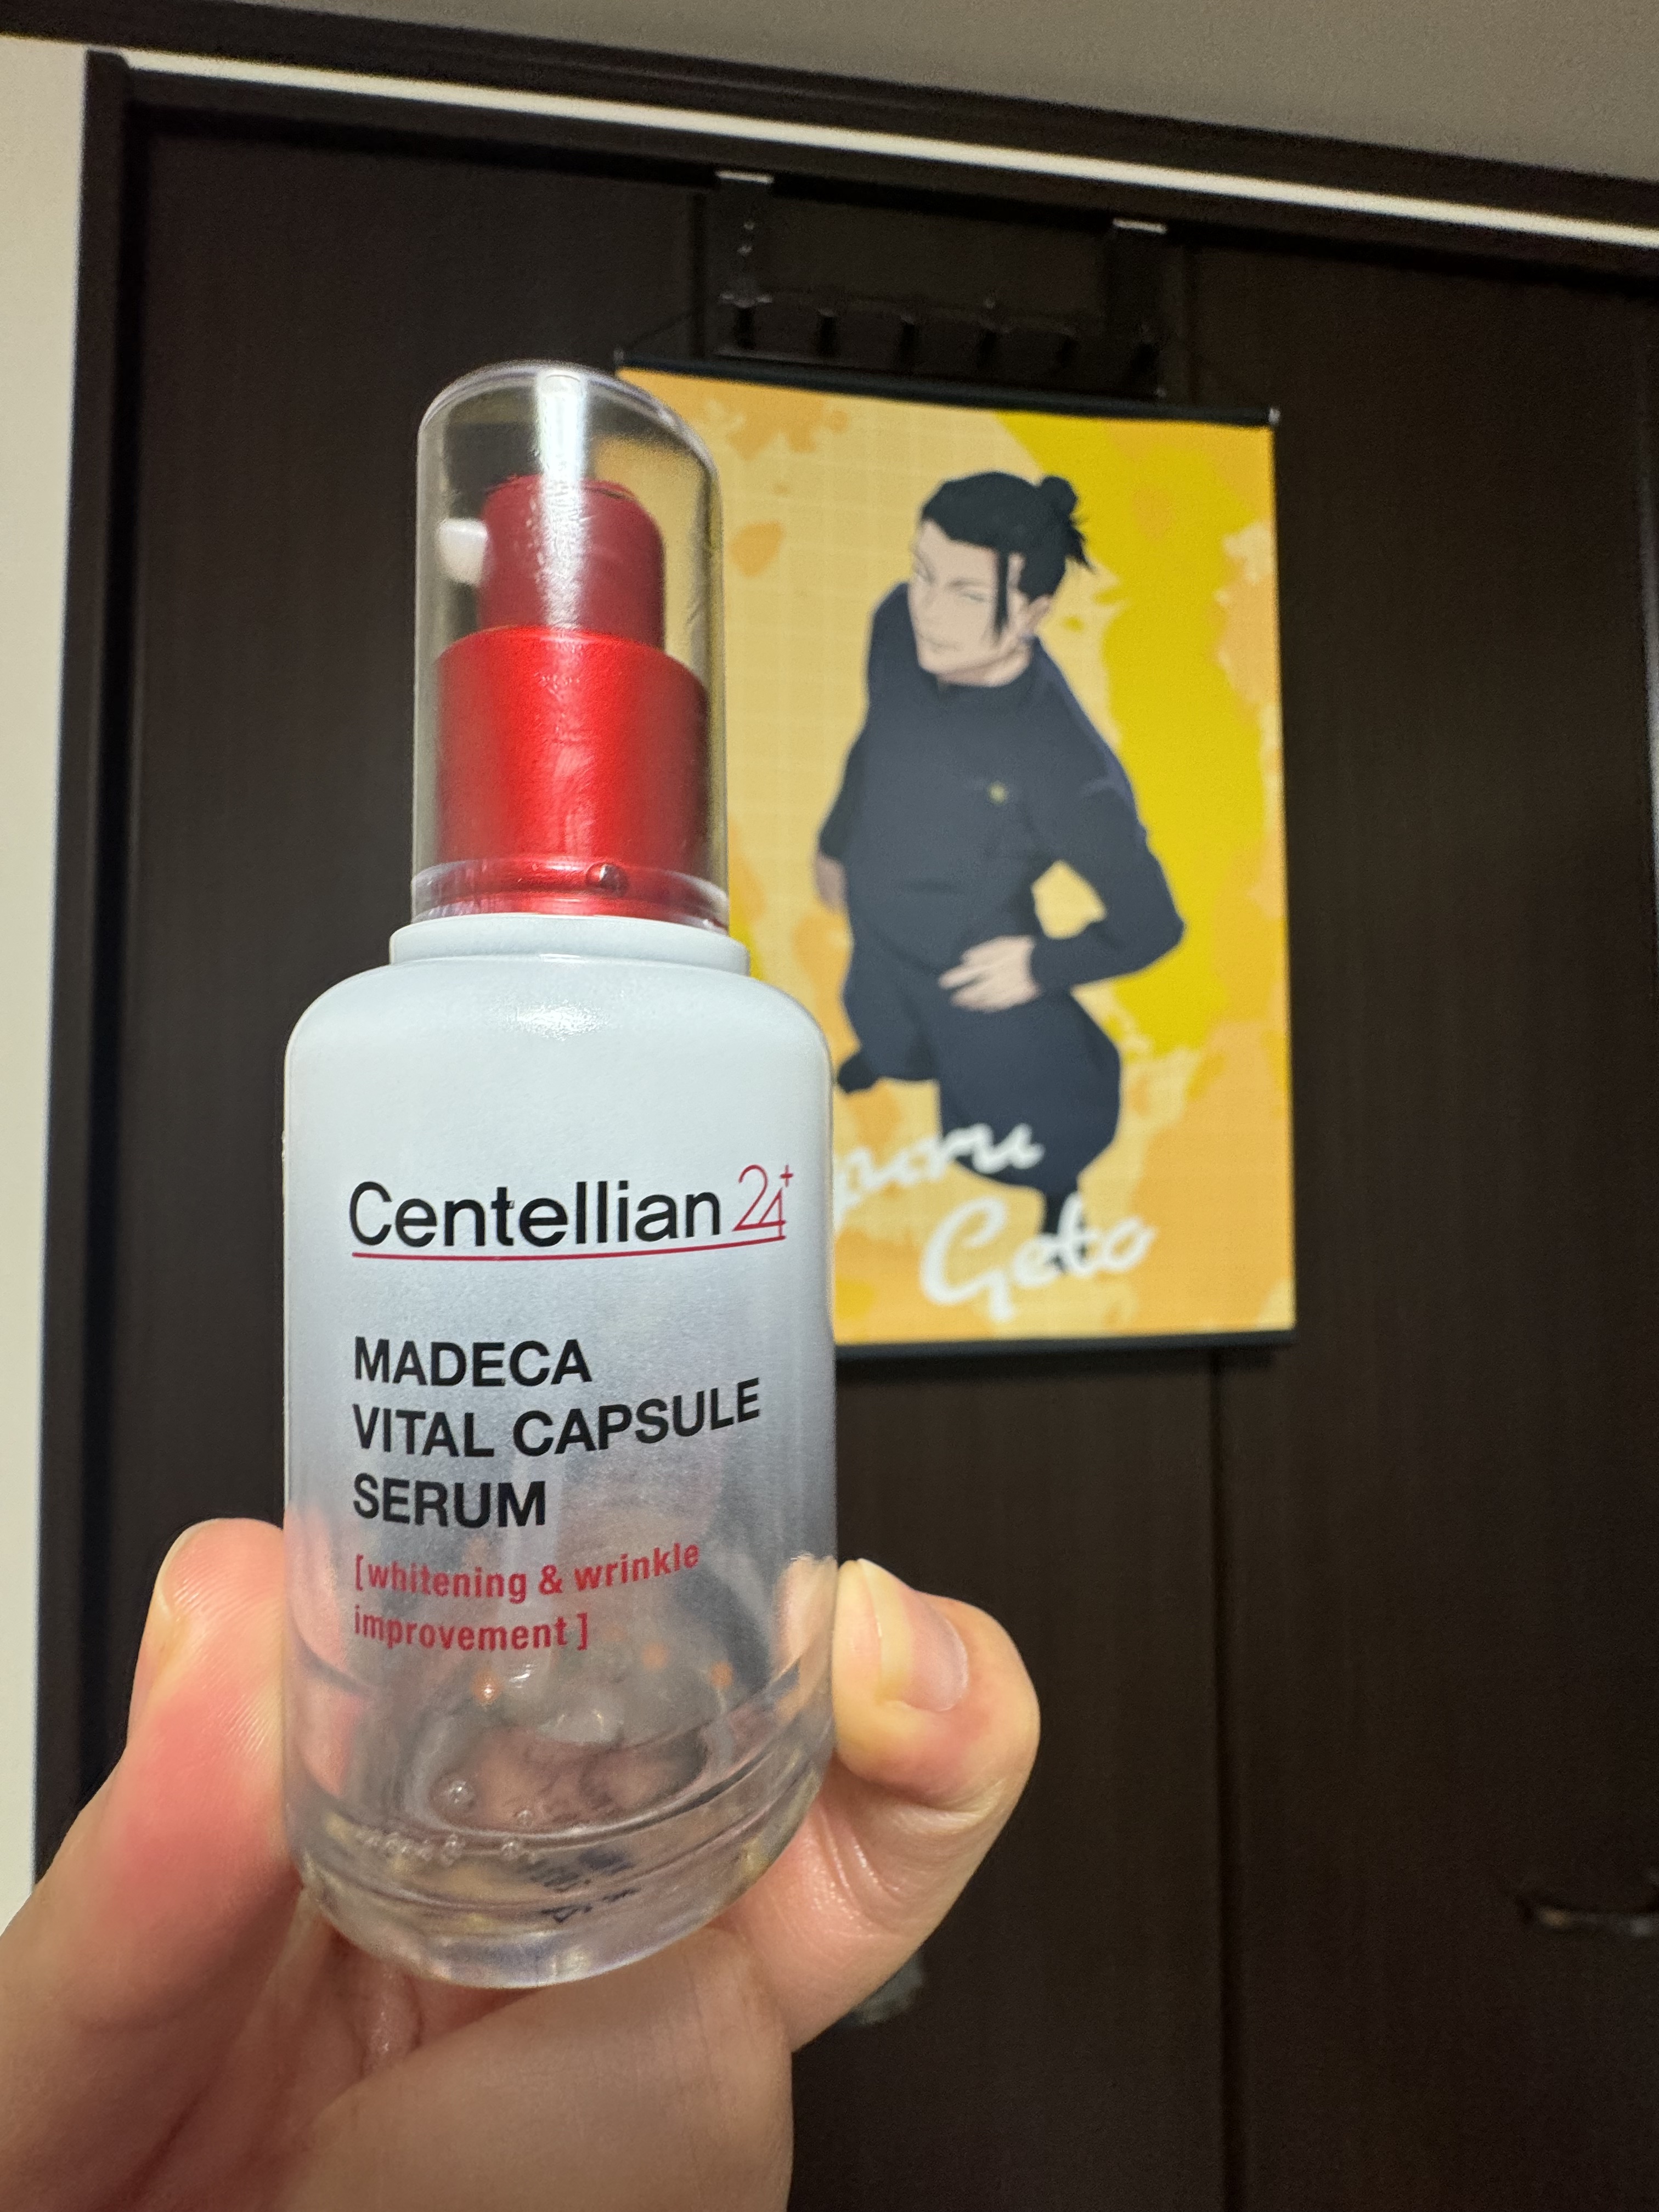 Centellian 24+
MADECA
VITAL CAPSULE
SERUM
[whitening & wrinkle
improvement]
Geto